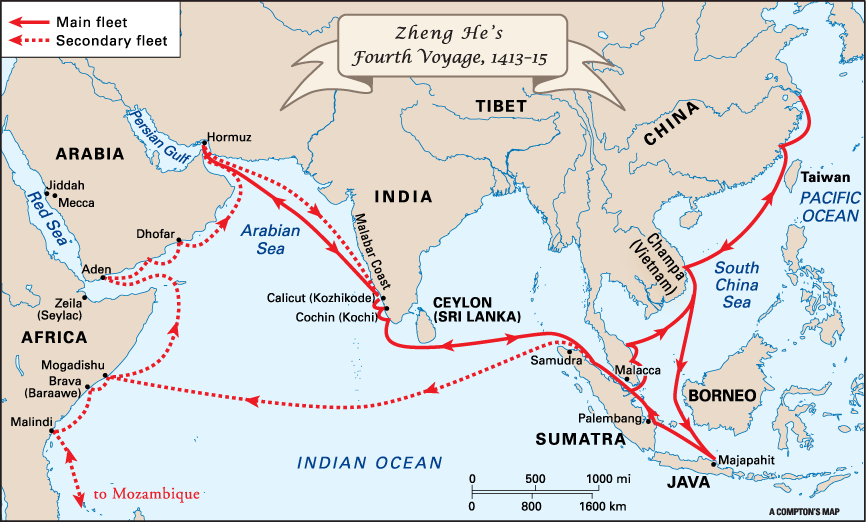 Main fleet
Secondary fleet
Zheng He's
Fourth Voyage, 1413–15
TIBET
CHINA
Persian Gulf
Hormuz
ARABIA
Taiwan
Jiddah
Mecca
INDIA
PACIFIC
OCEAN
Red Sea
Dhofar
Arabian
Sea
Malabar Coast
Champa
(Vietnam)
Aden
South
China
Sea
Zeila
(Seylac)
Calicut (Kozhikode)
Cochin (Kochi)
CEYLON
(SRI LANKA)
AFRICA
Mogadishu
Brava
(Baraawe)
Samudra
Malacca
BORNEO
Malindi
Palembang
SUMATRA
INDIAN OCEAN
Majapahit
to Mozambique
JAVA
0 500 1000 mi
0 800 1600 km
A COMPTON'S MAP